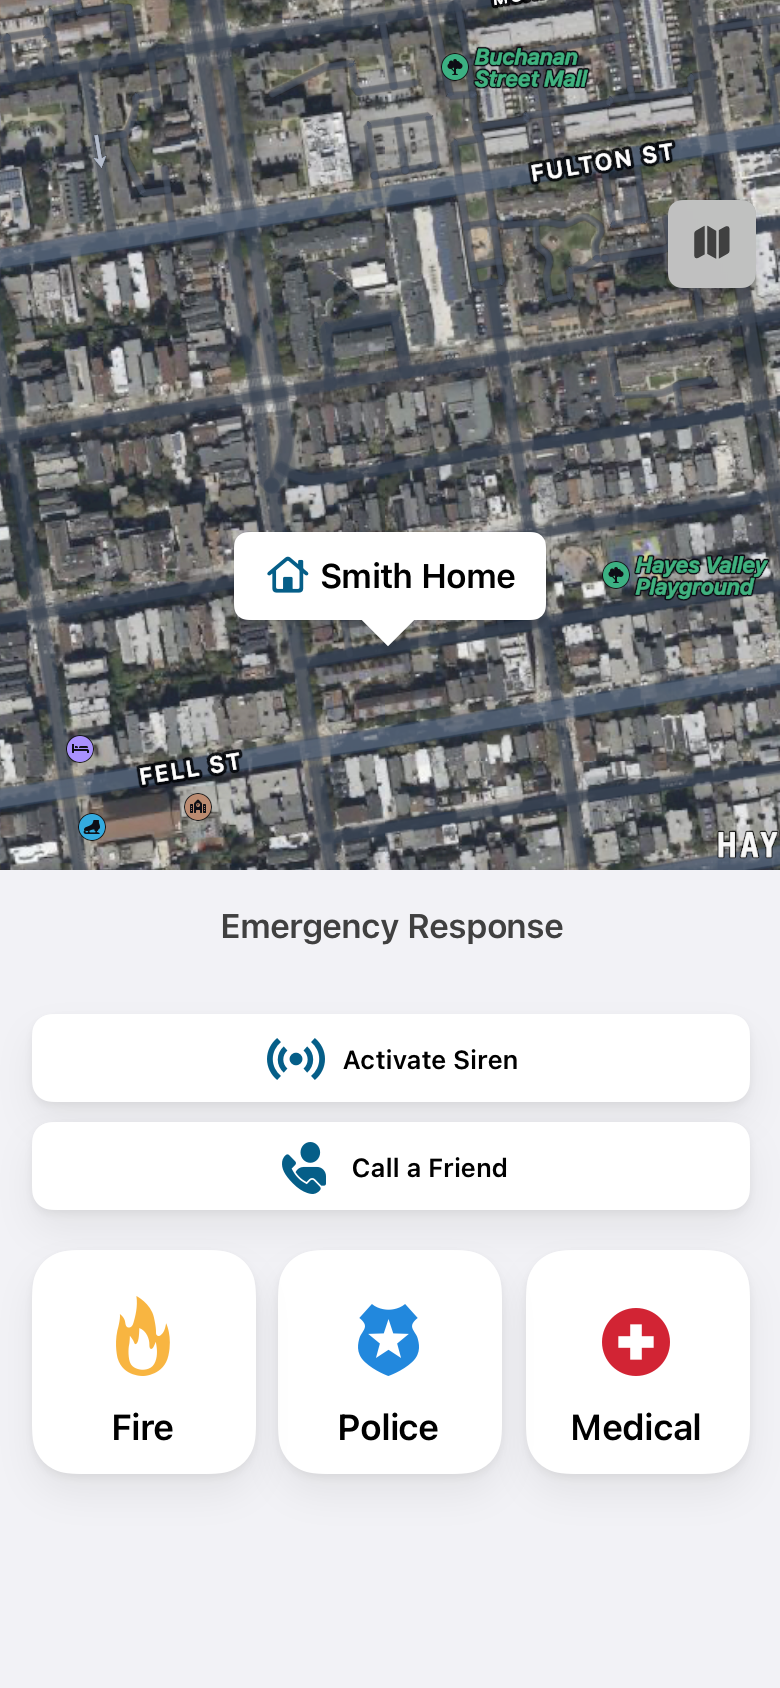 Buchanan
Street Mall
FULTON ST
Smith Home
Hayes Valley
Playground
FELL ST
HAY
Emergency Response
Activate Siren
Call a Friend
Fire
Police
Medical